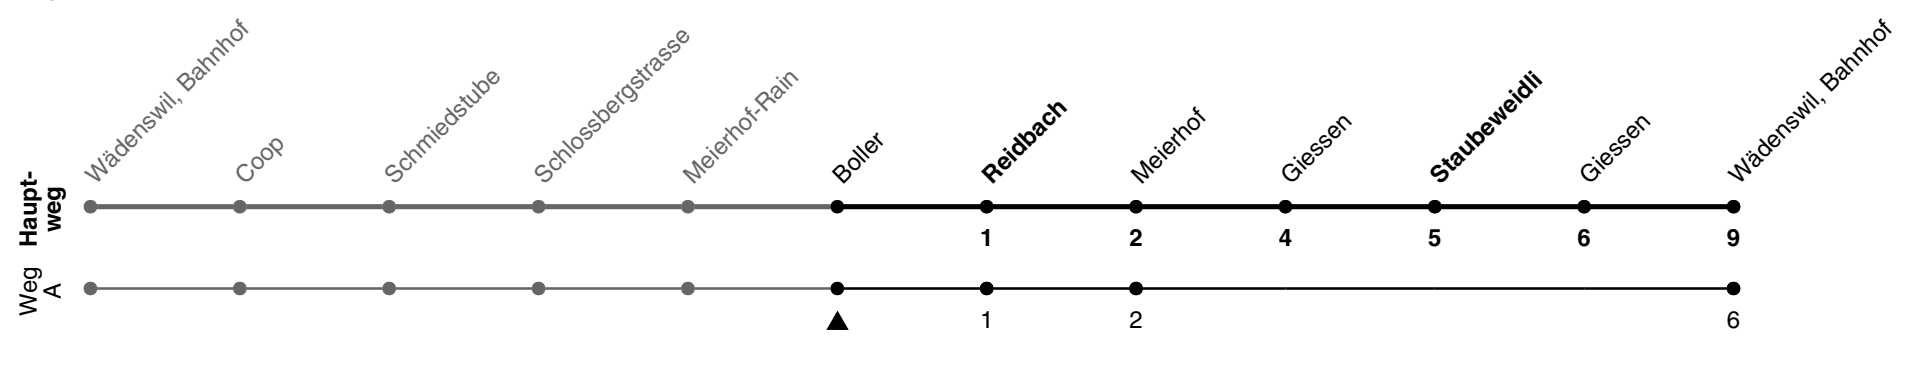 Wädenswil, Bahnhof
Coop
Schmiedstube
Schlossbergstrasse
Meierhof-Rain
Boller
Reidbach
Meierhof
Giessen
Staubeweidli
Giessen
Wädenswil, Bahnhof
Haupt-
weg
1 2 4 5 6 9
Weg
A
1 2 6